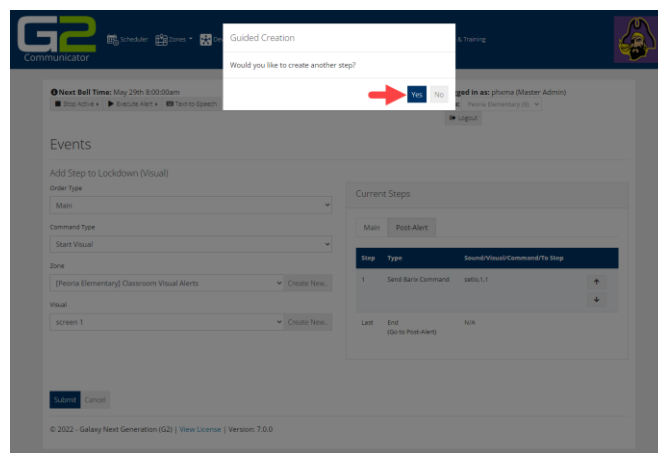 G2
Communicator
Scheduler Zones
Guided Creation
& Training
Would you like to create another step?
Yes No
Next Bell Time: May 29th 8:00:00am
ged in as: phxma (Master Admin)
Stop Active Execute Alert Text to Speech
Peoria Elementary (9)
Logout
Events
Add Step to Lockdown (Visual)
Order Type
Main
Command Type
Start Visual
Zone
[Peoria Elementary] Classroom Visual Alerts Create New..
Visual
screen 1 Create New..
Current Steps
Main Post-Alert
Step Type Sound/Visual/Command/To Step
1 Send Barix Command setio,1,1
Last End N/A
(Go to Post-Alert)
Submit Cancel
© 2022 - Galaxy Next Generation (G2) | View License | Version: 7.0.0